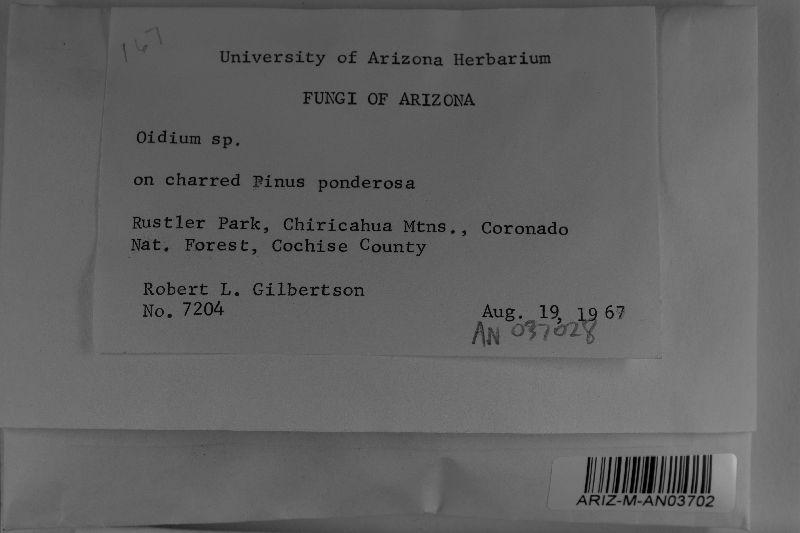 167
University of Arizona Herbarium
FUNGI OF ARIZONA
Oidium sp.
on charred Pinus ponderosa
Rustler Park, Chiricahua Mtns., Coronado
Nat. Forest, Cochise County
Robert L. Gilbertson
No. 7204
Aug. 19, 1967
AN 037028
ARIZ-M-AN03702